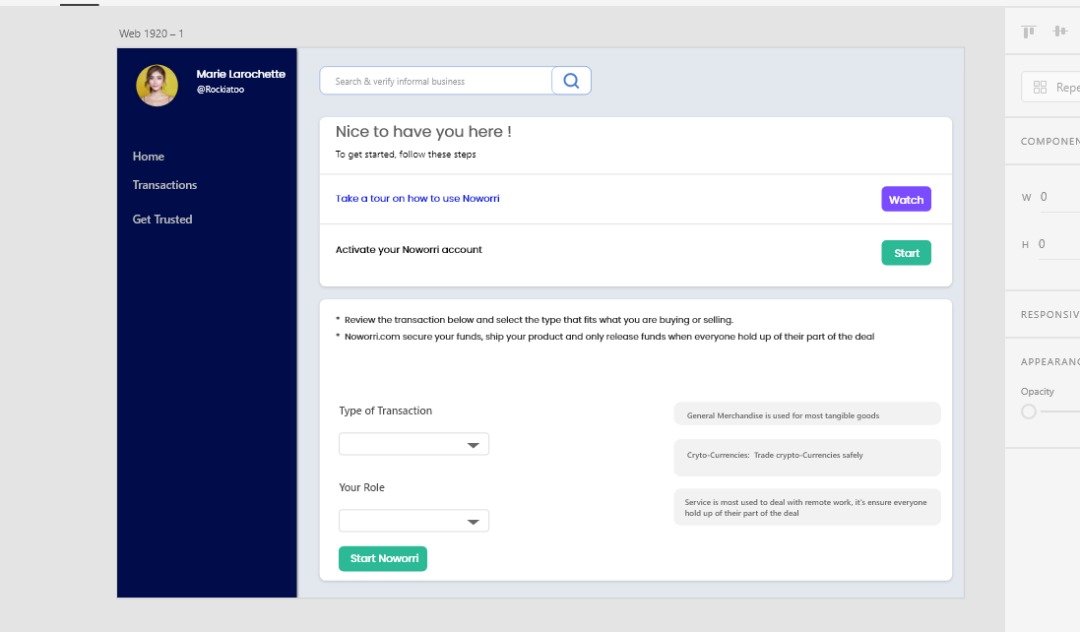 Web 1920 – 1
Marie Larochette
@Rockiatoo
Home
Transactions
Get Trusted
Search & verify informal business
Nice to have you here !
To get started, follow these steps
Take a tour on how to use Noworri
Watch
Activate your Noworri account
Start
* Review the transaction below and select the type that fits what you are buying or selling.
* Noworri.com secure your funds, ship your product and only release funds when everyone hold up of their part of the deal
Type of Transaction
Your Role
Start Noworri
General Merchandise is used for most tangible goods
Cryto-Currencies: Trade crypto-Currencies safely
Service is most used to deal with remote work, it's ensure everyone
hold up of their part of the deal
Repe
COMPONEN
W 0
H 0
RESPONSIV
APPEARANC
Opacity